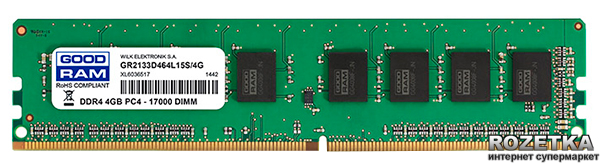 GOOD
RAM
RoHS COMPLIANT
WILK ELEKTRONIK S.A.
GR2133D464L15S/4G
XL6036517
1442
DDR4 4GB PC4 - 17000 DIMM
ROZETKA
интернет супермаркет